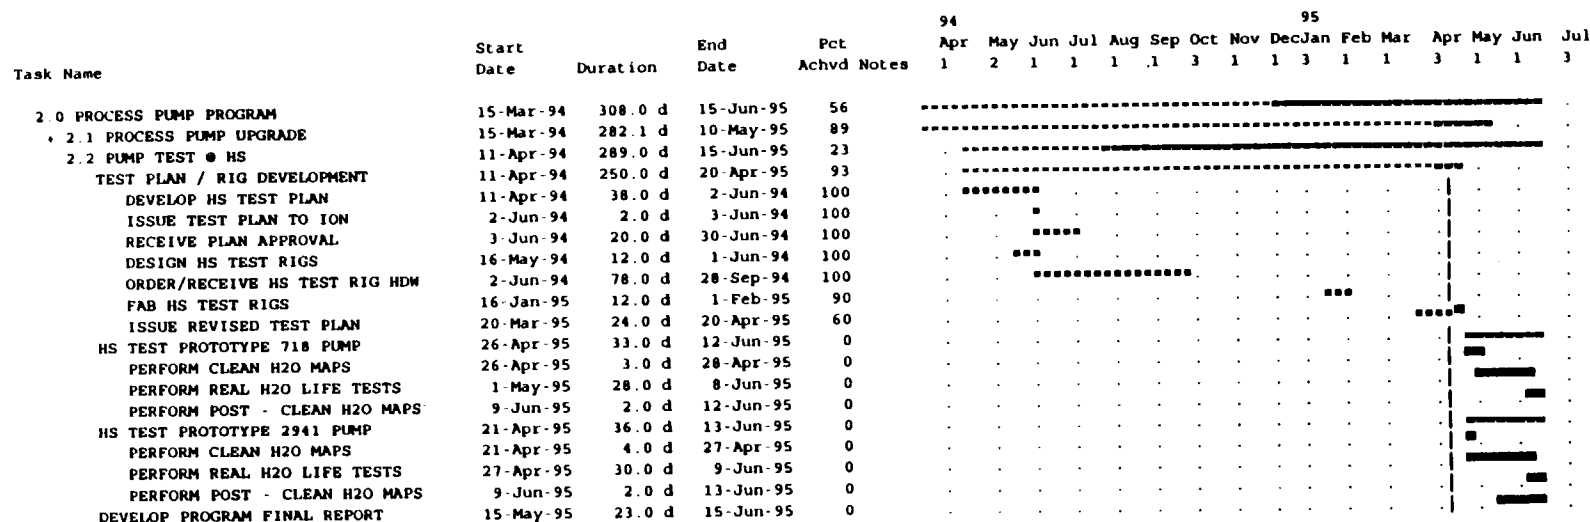 94 95
Start End Pct Apr May Jun Jul Aug Sep Oct Nov DecJan Feb Mar Apr May Jun Jul
Task Name Date Duration Date Achvd Notes 1 2 1 1 1 .1 3 1 1 3 1 1 3 1 1 3
2.0 PROCESS PUMP PROGRAM 15-Mar-94 308.0 d 15-Jun-95 56
+ 2.1 PROCESS PUMP UPGRADE 15-Mar-94 282.1 d 10-May-95 89
2.2 PUMP TEST @ HS 11-Apr-94 289.0 d 15-Jun-95 23
TEST PLAN / RIG DEVELOPMENT 11-Apr-94 250.0 d 20-Apr-95 93
DEVELOP HS TEST PLAN 11-Apr-94 38.0 d 2-Jun-94 100
ISSUE TEST PLAN TO ION 2-Jun-94 2.0 d 3-Jun-94 100
RECEIVE PLAN APPROVAL 3-Jun-94 20.0 d 30-Jun-94 100
DESIGN HS TEST RIGS 16-May-94 12.0 d 1-Jun-94 100
ORDER/RECEIVE HS TEST RIG HDW 2-Jun-94 78.0 d 28-Sep-94 100
FAB HS TEST RIGS 16-Jan-95 12.0 d 1-Feb-95 90
ISSUE REVISED TEST PLAN 20-Mar-95 24.0 d 20-Apr-95 60
HS TEST PROTOTYPE 718 PUMP 26-Apr-95 33.0 d 12-Jun-95 0
PERFORM CLEAN H2O MAPS 26-Apr-95 3.0 d 28-Apr-95 0
PERFORM REAL H2O LIFE TESTS 1-May-95 28.0 d 8-Jun-95 0
PERFORM POST - CLEAN H2O MAPS 9-Jun-95 2.0 d 12-Jun-95 0
HS TEST PROTOTYPE 2941 PUMP 21-Apr-95 36.0 d 13-Jun-95 0
PERFORM CLEAN H2O MAPS 21-Apr-95 4.0 d 27-Apr-95 0
PERFORM REAL H2O LIFE TESTS 27-Apr-95 30.0 d 9-Jun-95 0
PERFORM POST - CLEAN H2O MAPS 9-Jun-95 2.0 d 13-Jun-95 0
DEVELOP PROGRAM FINAL REPORT 15-May-95 23.0 d 15-Jun-95 0